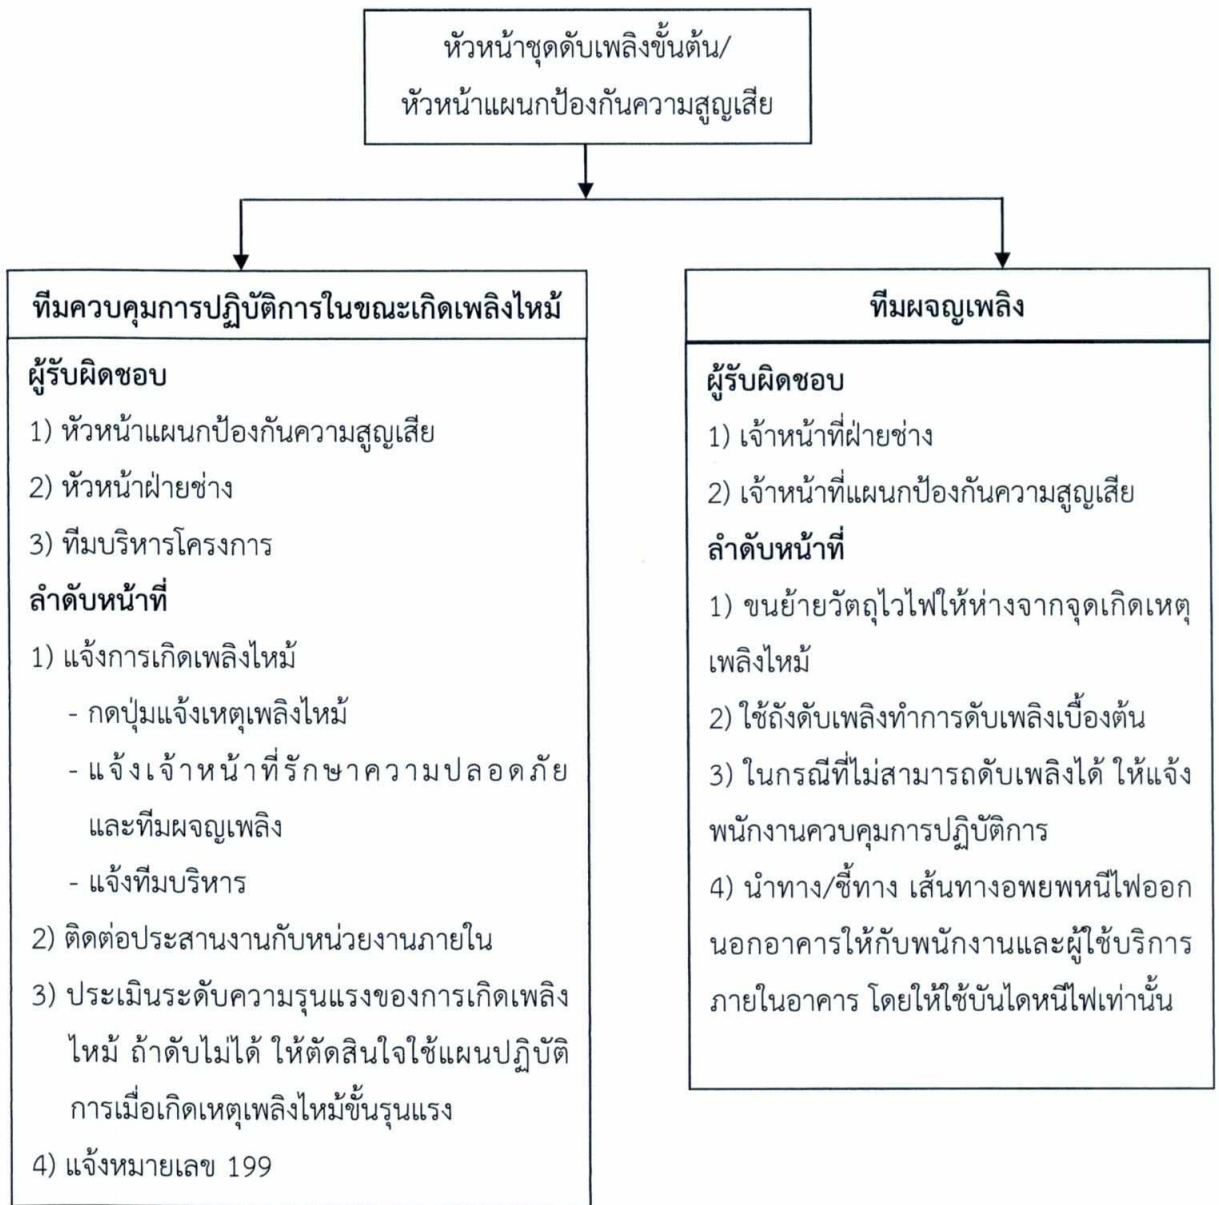 หัวหน้าชุดดับเพลิงขั้นต้น/
หัวหน้าแผนกป้องกันความสูญเสีย
ทีมควบคุมการปฏิบัติการในขณะเกิดเพลิงไหม้
ผู้รับผิดชอบ
1) หัวหน้าแผนกป้องกันความสูญเสีย
2) หัวหน้าฝ่ายช่าง
3) ทีมบริหารโครงการ
ลำดับหน้าที่
1) แจ้งการเกิดเพลิงไหม้
- กดปุ่มแจ้งเหตุเพลิงไหม้
- แจ้งเจ้าหน้าที่รักษาความปลอดภัย
และทีมผจญเพลิง
- แจ้งทีมบริหาร
2) ติดต่อประสานงานกับหน่วยงานภายใน
3) ประเมินระดับความรุนแรงของการเกิดเพลิง
ไหม้ ถ้าดับไม่ได้ ให้ตัดสินใจใช้แผนปฏิบัติ
การเมื่อเกิดเหตุเพลิงไหม้ขั้นรุนแรง
4) แจ้งหมายเลข 199
ทีมผจญเพลิง
ผู้รับผิดชอบ
1) เจ้าหน้าที่ฝ่ายช่าง
2) เจ้าหน้าที่แผนกป้องกันความสูญเสีย
ลำดับหน้าที่
1) ขนย้ายวัตถุไวไฟให้ห่างจากจุดเกิดเหตุ
เพลิงไหม้
2) ใช้ถังดับเพลิงทำการดับเพลิงเบื้องต้น
3) ในกรณีที่ไม่สามารถดับเพลิงได้ ให้แจ้ง
พนักงานควบคุมการปฏิบัติการ
4) นำทาง/ชี้ทาง เส้นทางอพยพหนีไฟออก
นอกอาคารให้กับพนักงานและผู้ใช้บริการ
ภายในอาคาร โดยให้ใช้บันไดหนีไฟเท่านั้น